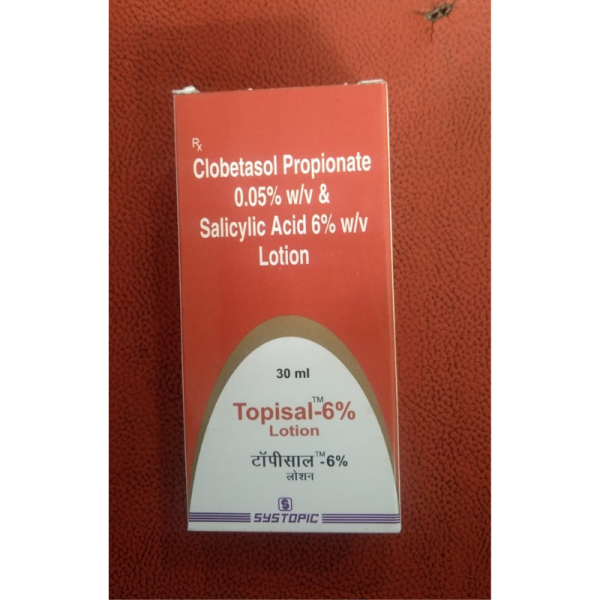 Rx
Clobetasol Propionate
0.05% w/v &
Salicylic Acid 6% w/v
Lotion
30 ml
Topisal™-6%
Lotion
टॉपीसाल™-6%
लोशन
SYSTOPIC